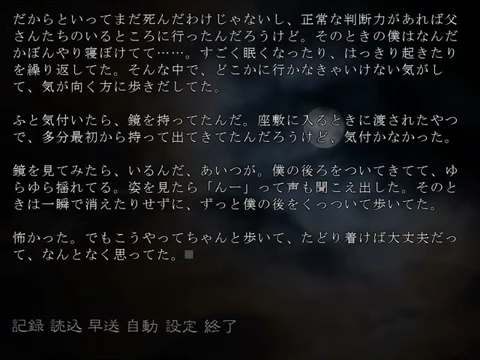 だからといってまだ死んだわけじゃないし、正常な判断力があれば父
さんたちのいるところに行ったんだろうけど。そのときの僕はなんだ
かぼんやり寝ぼけてて……。すごく眠くなったり、はっきり起きたり
を繰り返してた。そんな中で、どこかに行かなきゃいけない気がし
て、気が向く方に歩きだしてた。
ふと気付いたら、鏡を持ってたんだ。座敷に入るときに渡されたやつ
で、多分最初から持って出てきてたんだろうけど、気付かなかった。
鏡を見てみたら、いるんだ、あいつが。僕の後ろをついてきてて、ゆ
らゆら揺れてる。姿を見たら「んー」って声も聞こえ出した。そのと
きは一瞬で消えたりせずに、ずっと僕の後をくっついて歩いてた。
怖かった。でもこうやってちゃんと歩いて、たどり着けば大丈夫だっ
て、なんとなく思ってた。
記録 読込 早送 自動 設定 終了